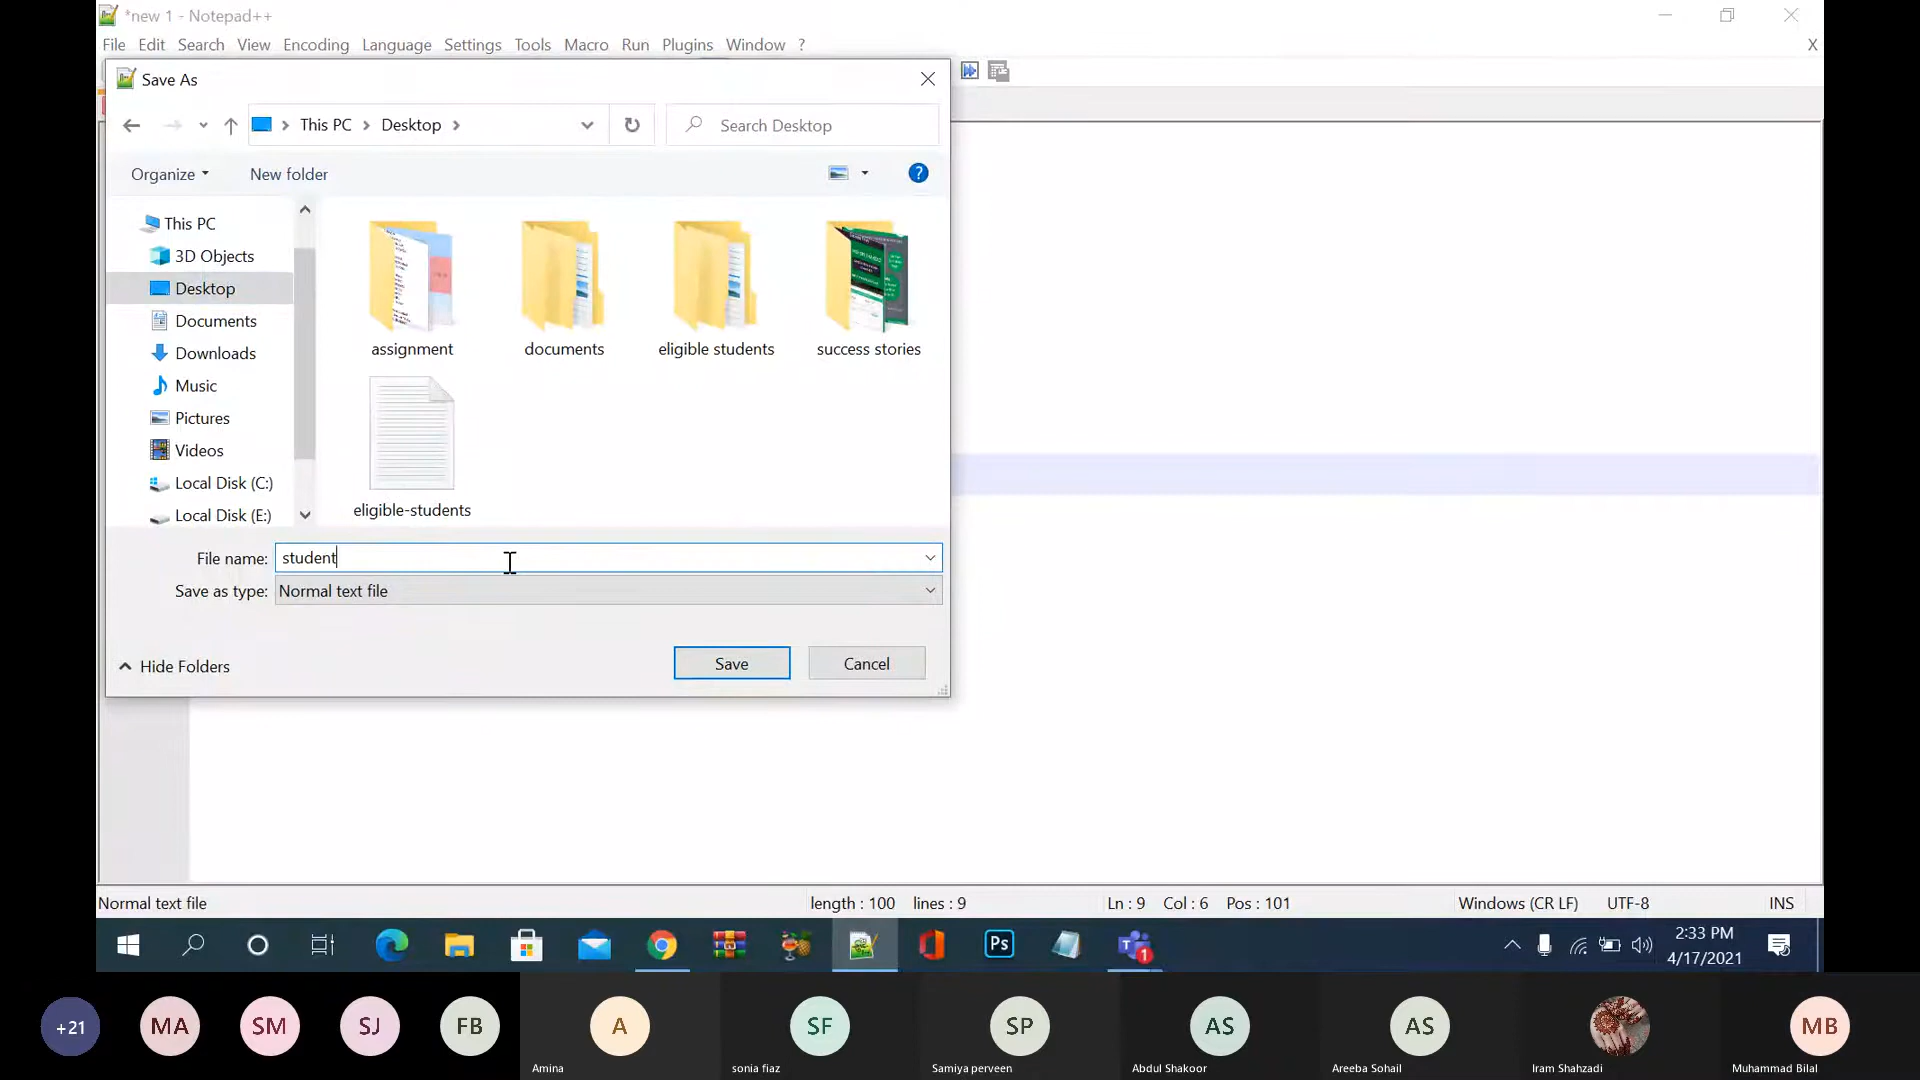 *new 1 - Notepad++
File Edit Search View Encoding Language Settings Tools Macro Run Plugins Window ?
X
Save As
This PC Desktop
Search Desktop
Organize New folder
?
This PC
3D Objects
Desktop
Documents
Downloads
Music
Pictures
Videos
Local Disk (C:)
Local Disk (E:)
assignment documents eligible students success stories
eligible-students
File name: student
Save as type: Normal text file
Hide Folders
Save Cancel
Normal text file length : 100 lines : 9 Ln : 9 Col : 6 Pos : 101 Windows (CR LF) UTF-8 INS
Ps
1
2:33 PM
4/17/2021
+21 MA SM SJ FB A SF SP AS AS MB
Amina sonia fiaz Samiya perveen Abdul Shakoor Areeba Sohail Iram Shahzadi Muhammad Bilal